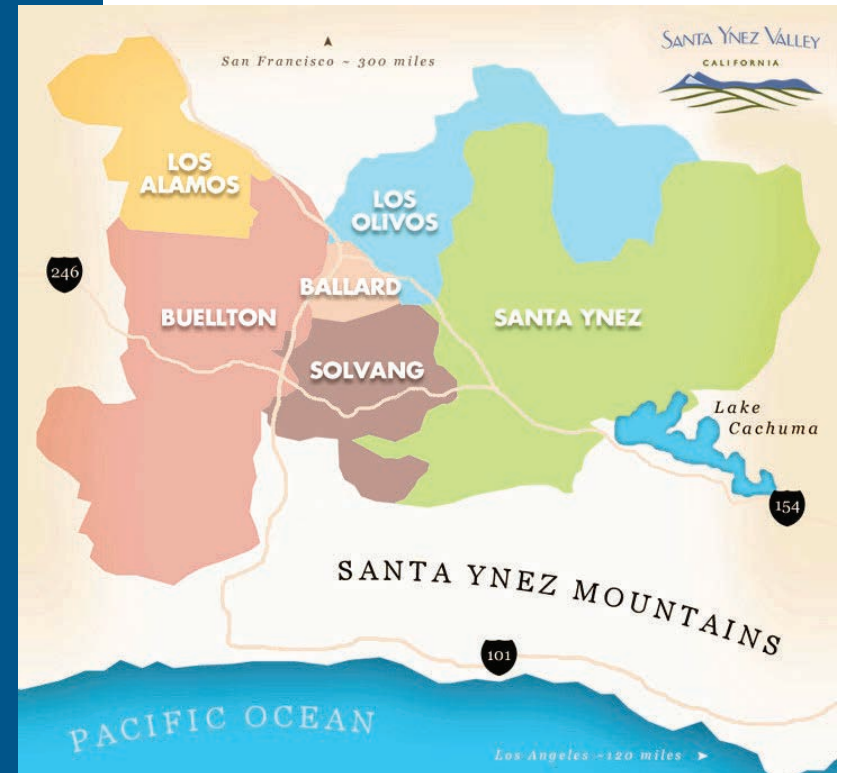 San Francisco ~ 300 miles
SANTA YNEZ VALLEY
CALIFORNIA
LOS
ALAMOS
LOS
OLIVOS
246
BALLARD
BUELLTON
SANTA YNEZ
SOLVANG
Lake
Cachuma
154
SANTA YNEZ MOUNTAINS
101
PACIFIC OCEAN
Los Angeles ~120 miles